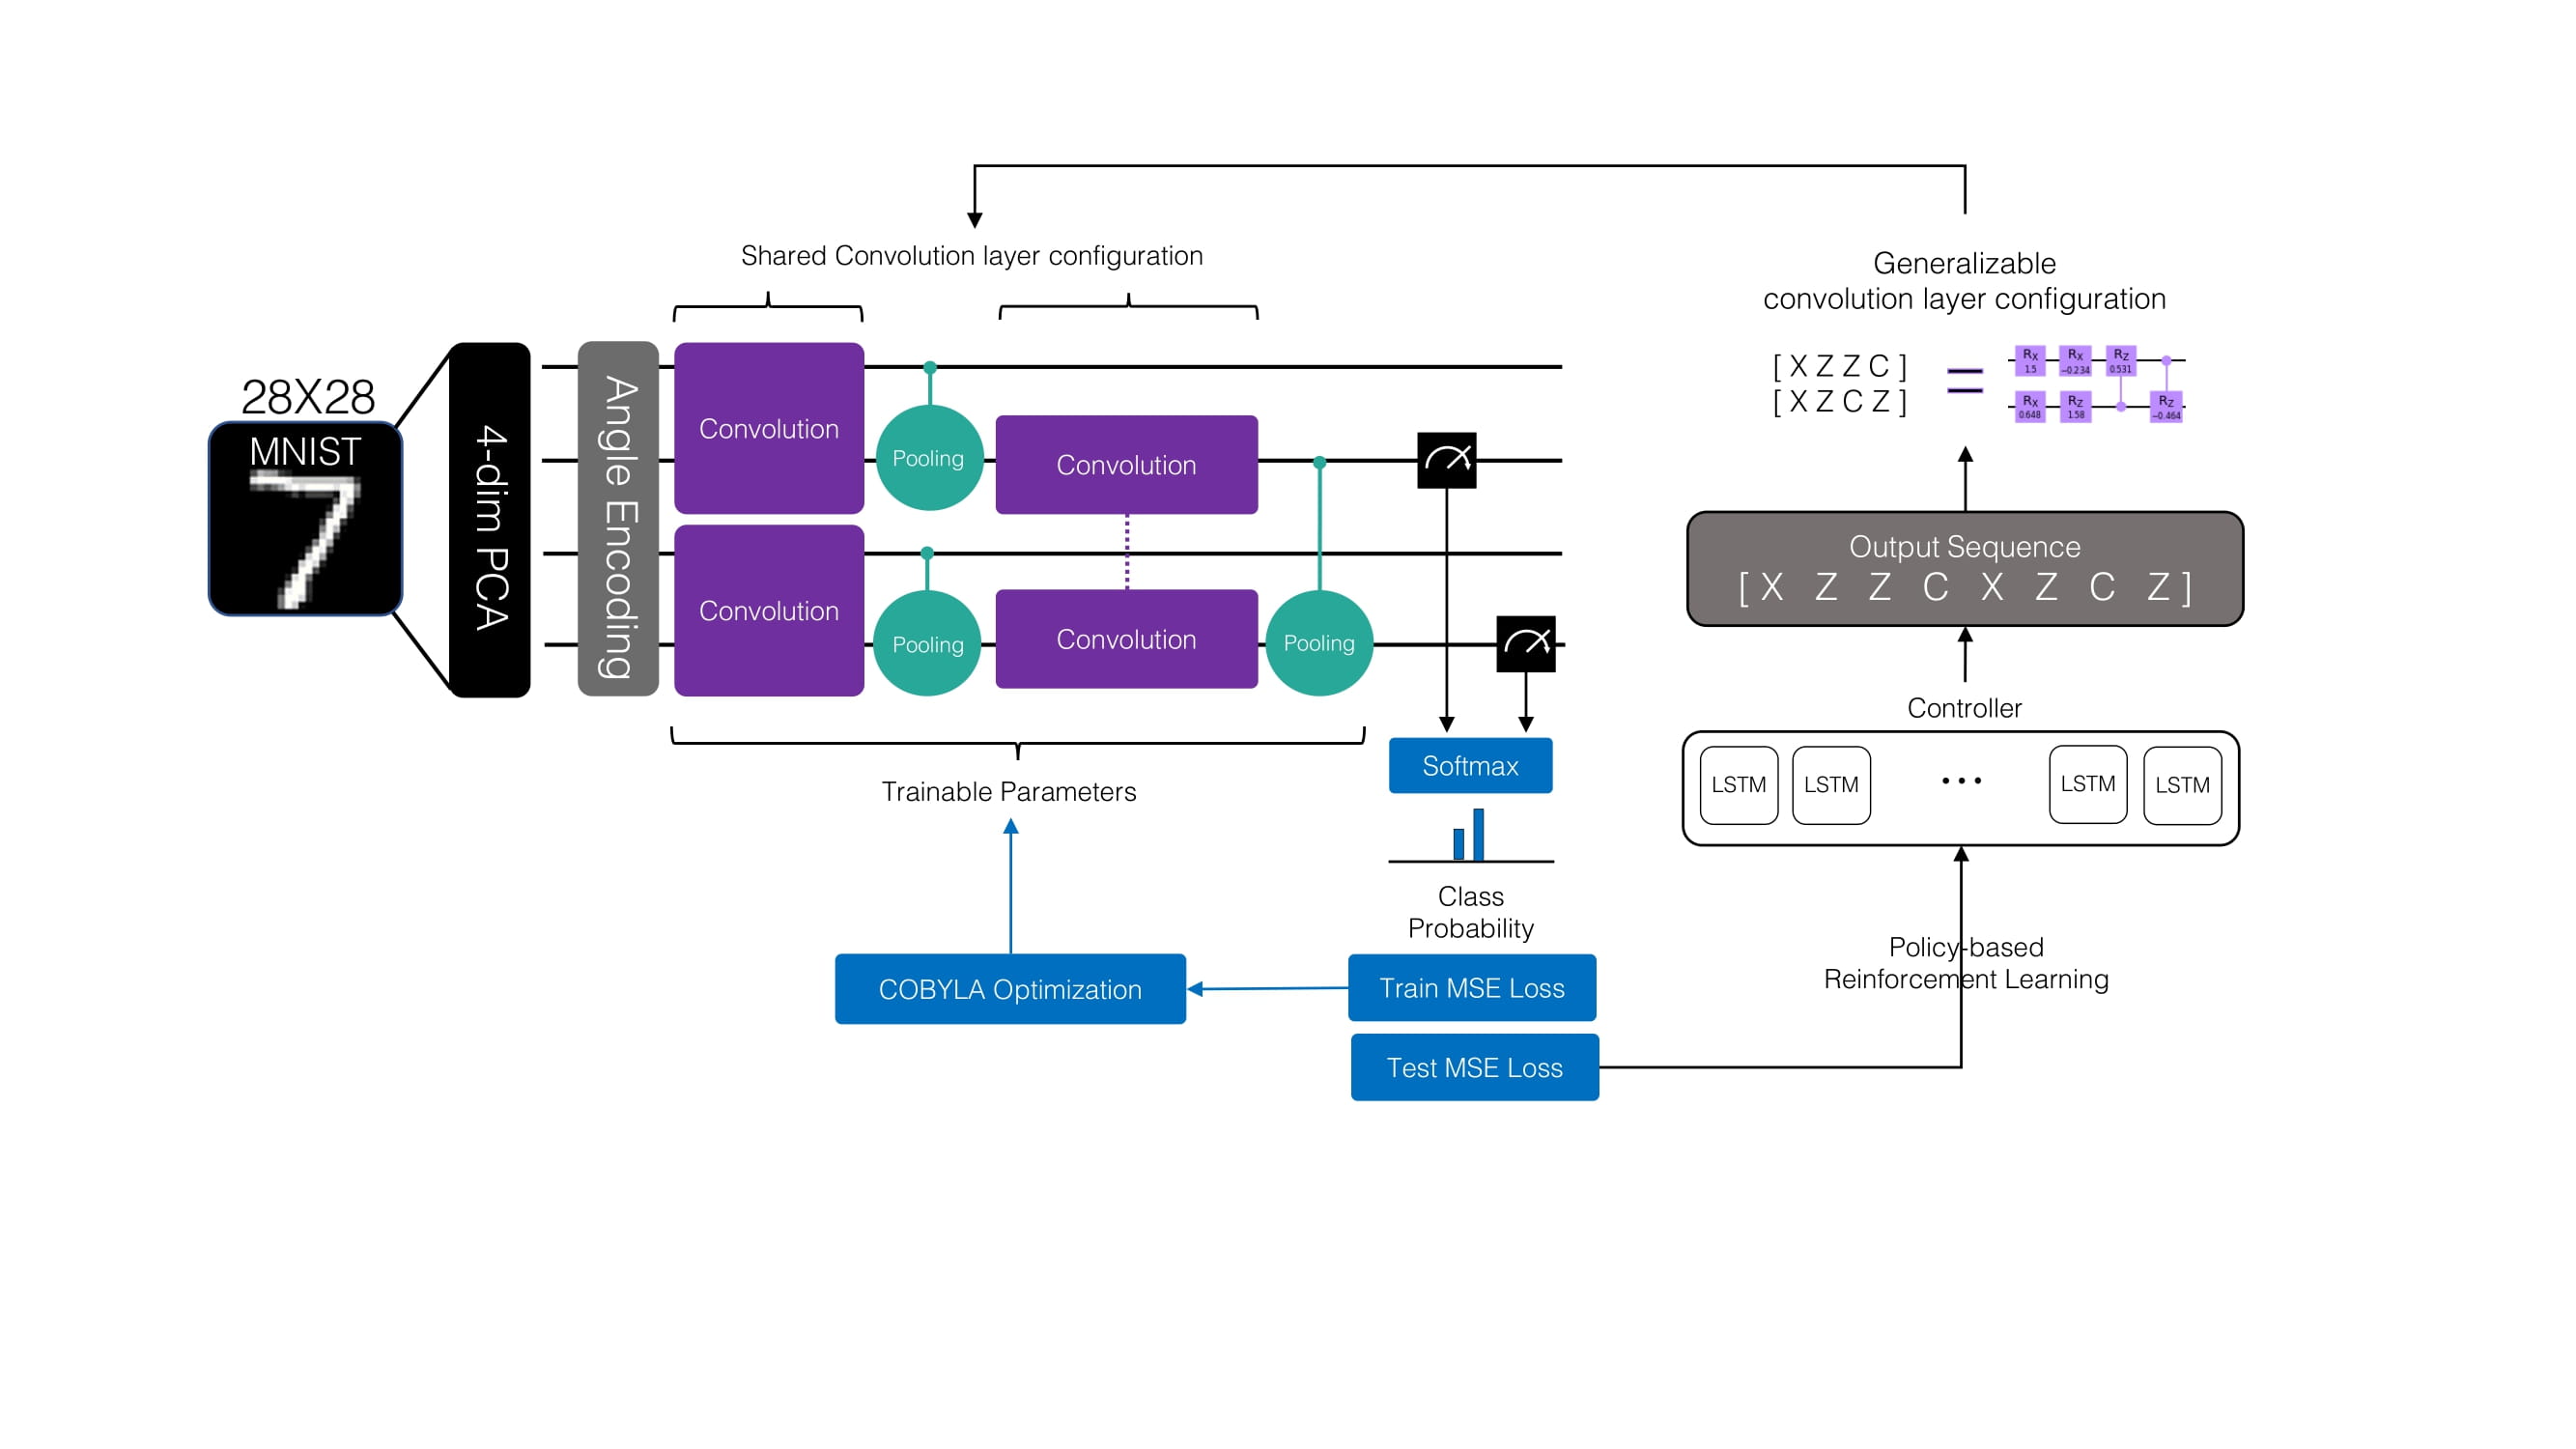 Shared Convolution layer configuration
28X28
MNIST
4-dim PCA
Angle Encoding
Convolution
Convolution
Pooling
Pooling
Convolution
Convolution
Pooling
Trainable Parameters
Softmax
Class
Probability
COBYLA Optimization
Train MSE Loss
Test MSE Loss
Generalizable
convolution layer configuration
[ X Z Z C ]
[ X Z C Z ]
=
RX
1.5
RX
−0.234
RZ
0.531
RX
0.648
RZ
1.58
RZ
−0.464
Output Sequence
[ X Z Z C X Z C Z ]
Controller
LSTM
LSTM
...
LSTM
LSTM
Policy-based
Reinforcement Learning